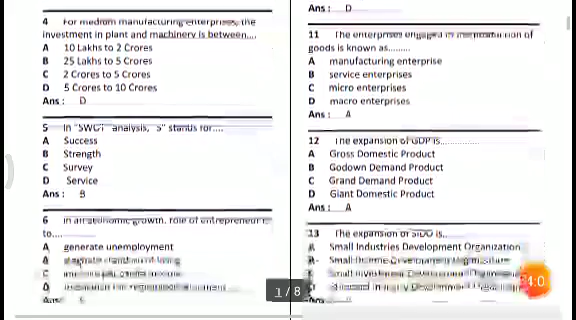 4 For medium manufacturing enterprises, the
investment in plant and machinery is between....
A 10 Lakhs to 2 Crores
B 25 Lakhs to 5 Crores
C 2 Crores to 5 Crores
D 5 Crores to 10 Crores
Ans : D
5 In "SWOT analysis, "S" stands for....
A Success
B Strength
C Survey
D Service
Ans : B
6 In an economic growth, role of entrepreneur is
to....
A generate unemployment
Ans : D
11 The enterprises engaged in the production of
goods is known as.........
A manufacturing enterprise
B service enterprises
C micro enterprises
D macro enterprises
Ans : A
12 The expansion of GDP is
A Gross Domestic Product
B Godown Demand Product
C Grand Demand Product
D Giant Domestic Product
Ans : A
13 The expansion of SIDO is..
Small Industries Development Organization
1 / 8